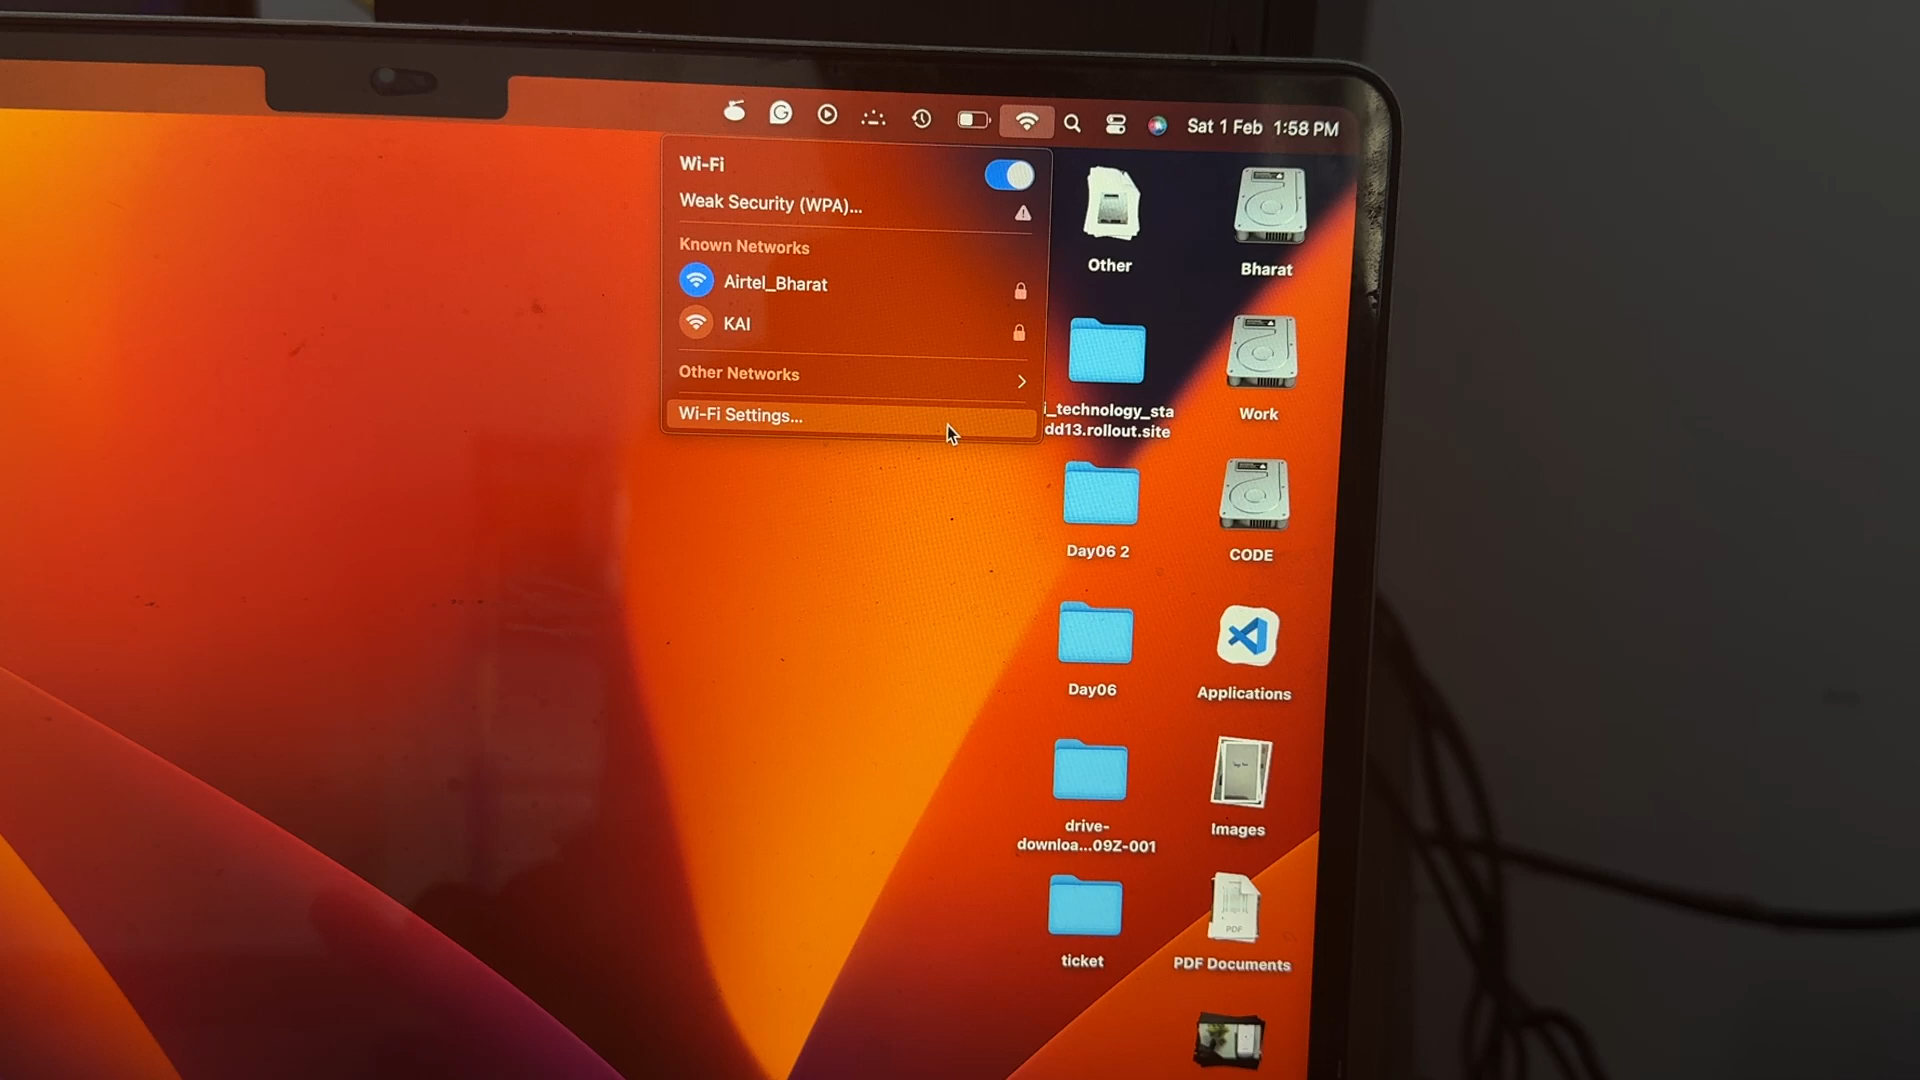 Sat 1 Feb 1:58 PM
Wi-Fi
Weak Security (WPA)...
Known Networks
Airtel_Bharat
KAI
Other Networks
Wi-Fi Settings...
Other
Bharat
i_technology_sta
dd13.rollout.site
Work
Day06 2
CODE
Day06
Applications
drive-
downloa...09Z-001
Images
ticket
PDF
PDF Documents